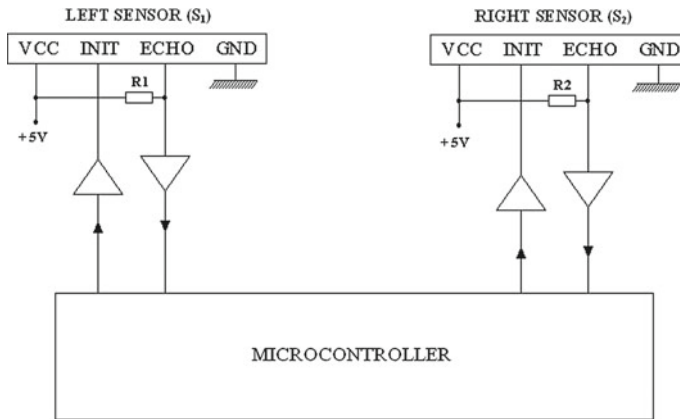 LEFT SENSOR (S₁)
VCC INIT ECHO GND
R1
+5V
RIGHT SENSOR (S₂)
VCC INIT ECHO GND
R2
+5V
MICROCONTROLLER